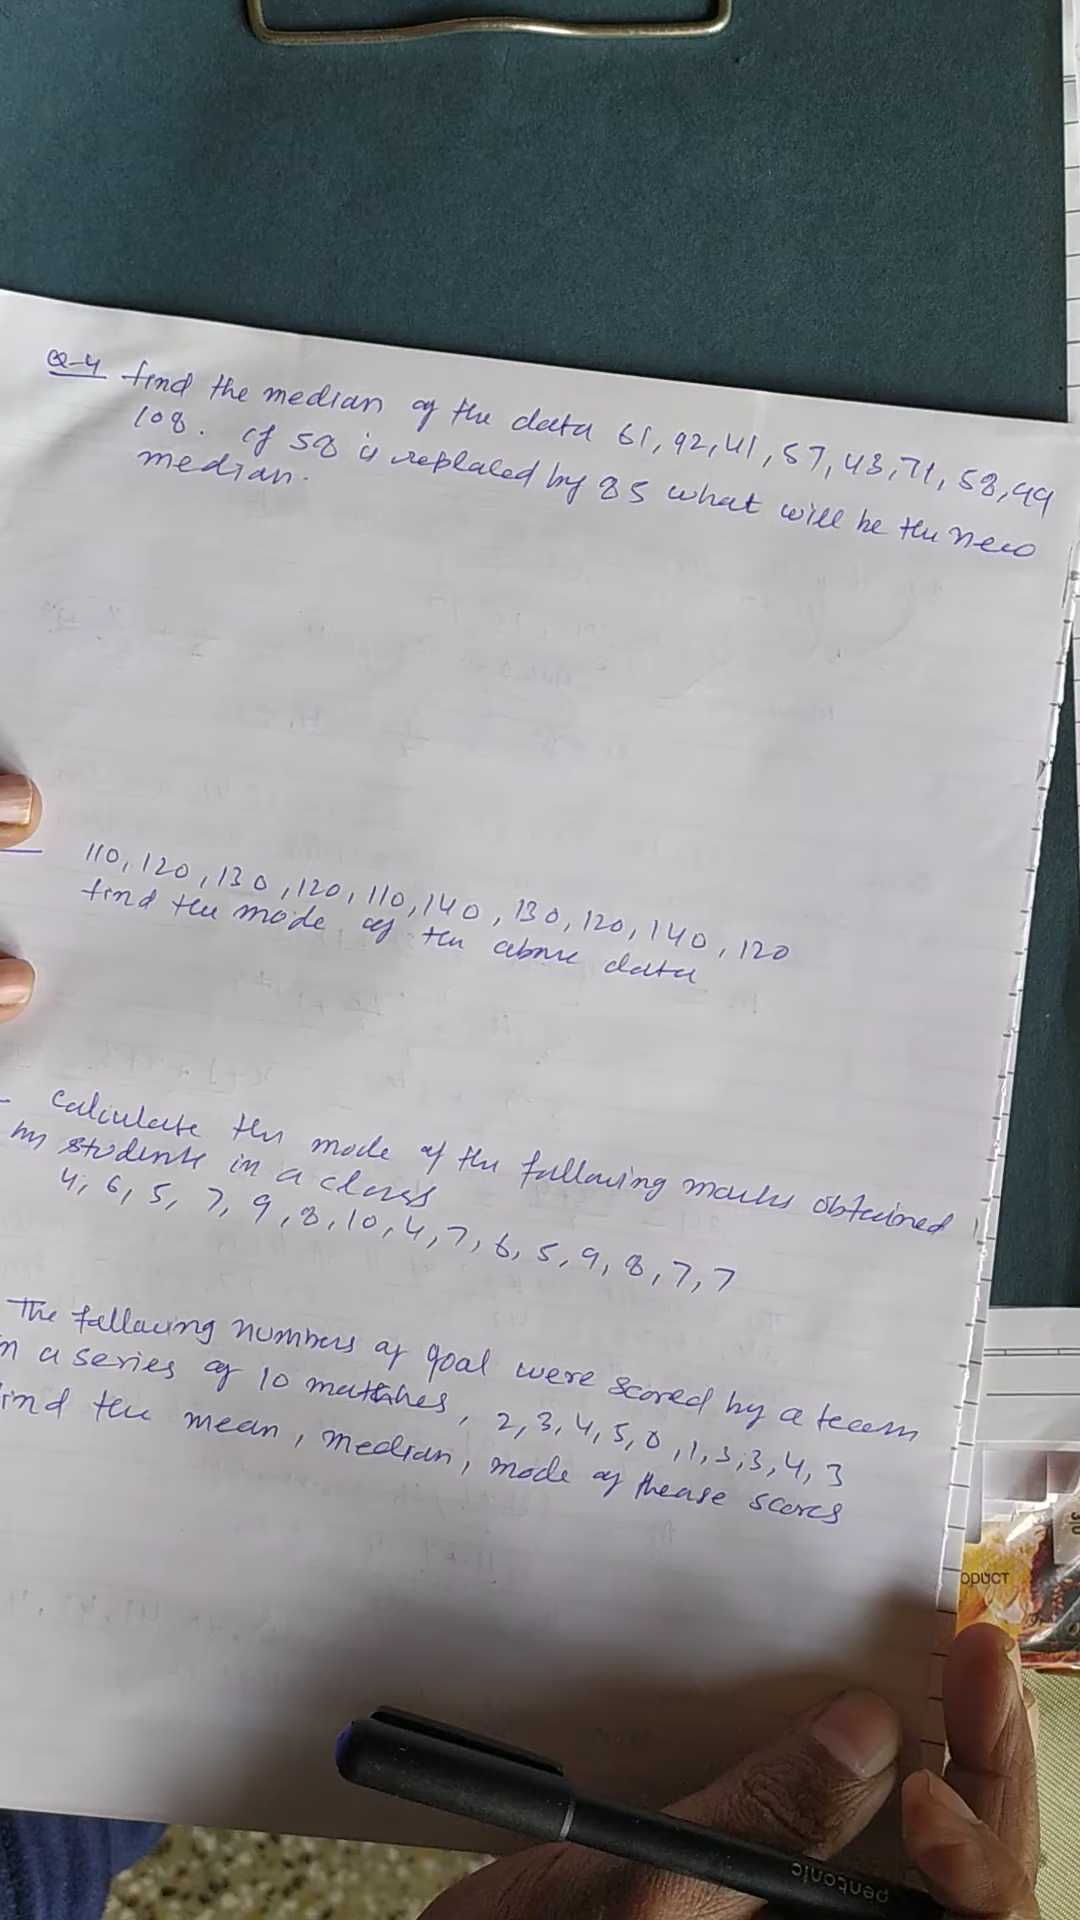 Q-4 find the median of the data 61, 92, 41, 57, 43, 71, 58, 49
108. if 58 is replaced by 85 what will be the new
median.
110, 120, 130, 120, 110, 140, 130, 120, 140, 120
find the mode of the above data
Calculate the mode of the following marks obtained
by students in a class
4, 6, 5, 7, 9, 8, 10, 4, 7, 6, 5, 9, 8, 7, 7
The following numbers of goal were scored by a team
in a series of 10 matches, 2, 3, 4, 5, 0, 1, 3, 3, 4, 3
find the mean, median, mode of thease scores
ODUCT
pentonic